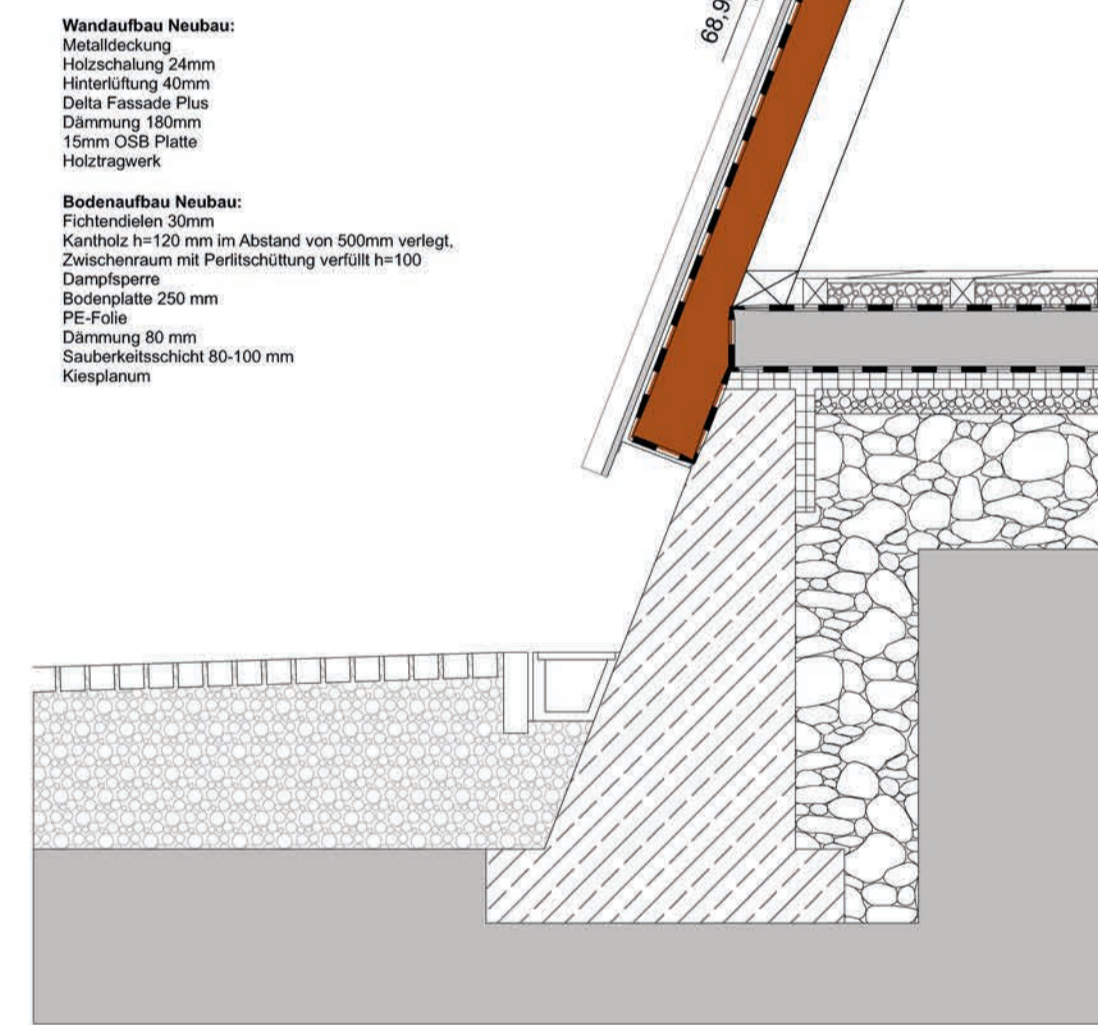 68,9
Wandaufbau Neubau:
Metalldeckung
Holzschalung 24mm
Hinterlüftung 40mm
Delta Fassade Plus
Dämmung 180mm
15mm OSB Platte
Holztragwerk
Bodenaufbau Neubau:
Fichtendielen 30mm
Kantholz h=120 mm im Abstand von 500mm verlegt,
Zwischenraum mit Perlitschüttung verfüllt h=100
Dampfsperre
Bodenplatte 250 mm
PE-Folie
Dämmung 80 mm
Sauberkeitsschicht 80-100 mm
Kiesplanum